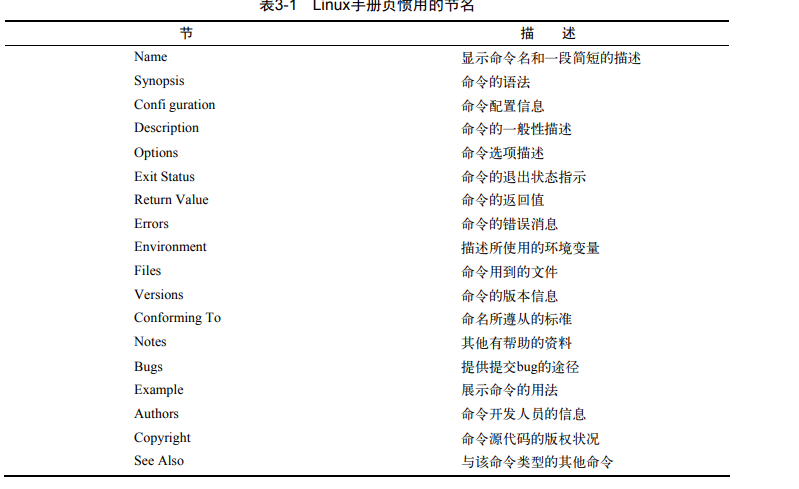 表3-1 Linux手册页惯用的节名
节 描 述
Name 显示命令名和一段简短的描述
Synopsis 命令的语法
Confi guration 命令配置信息
Description 命令的一般性描述
Options 命令选项描述
Exit Status 命令的退出状态指示
Return Value 命令的返回值
Errors 命令的错误消息
Environment 描述所使用的环境变量
Files 命令用到的文件
Versions 命令的版本信息
Conforming To 命名所遵从的标准
Notes 其他有帮助的资料
Bugs 提供提交bug的途径
Example 展示命令的用法
Authors 命令开发人员的信息
Copyright 命令源代码的版权状况
See Also 与该命令类型的其他命令